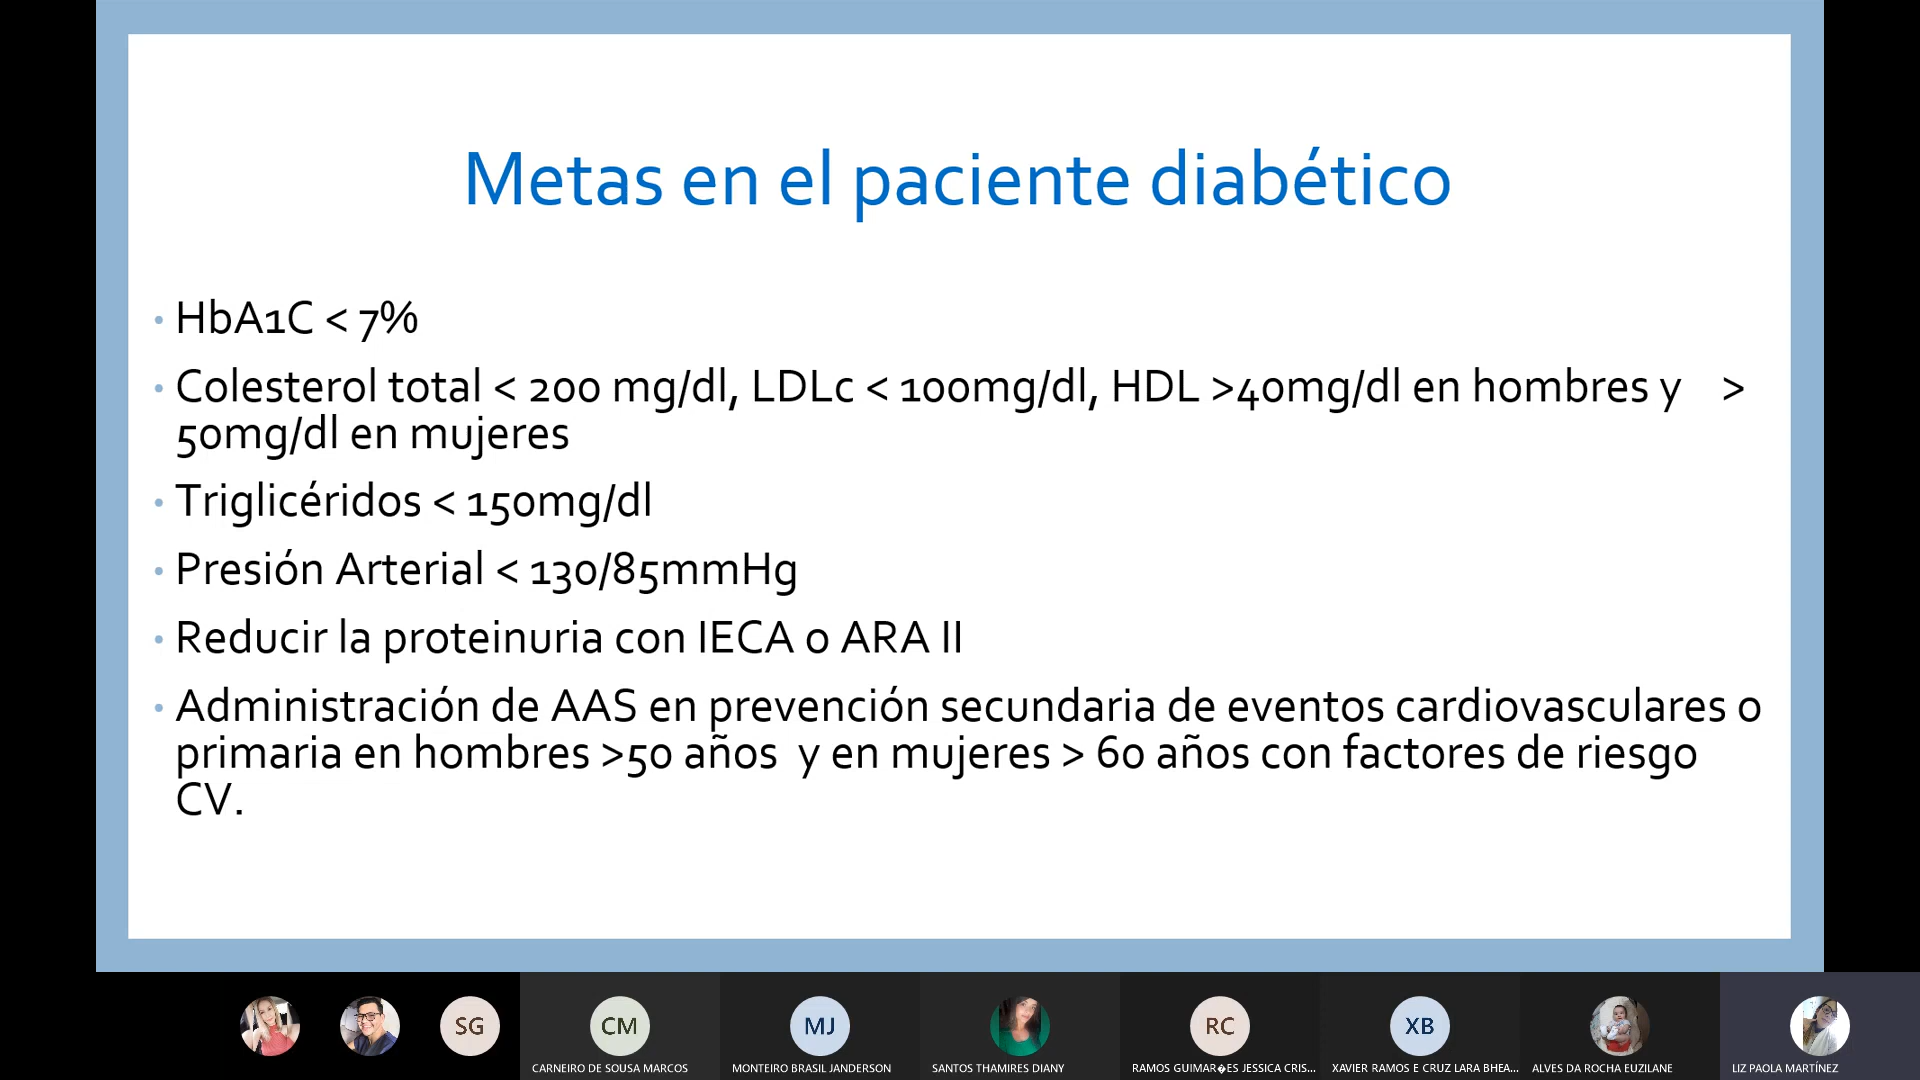 Metas en el paciente diabético
• HbA1C < 7%
• Colesterol total < 200 mg/dl, LDLc < 100mg/dl, HDL >40mg/dl en hombres y >
50mg/dl en mujeres
• Triglicéridos < 150mg/dl
• Presión Arterial < 130/85mmHg
• Reducir la proteinuria con IECA o ARA II
• Administración de AAS en prevención secundaria de eventos cardiovasculares o
primaria en hombres >50 años y en mujeres > 60 años con factores de riesgo
CV.
SG
CM
MJ
RC
XB
CARNEIRO DE SOUSA MARCOS
MONTEIRO BRASIL JANDERSON
SANTOS THAMIRES DIANY
RAMOS GUIMAR�ES JESSICA CRIS...
XAVIER RAMOS E CRUZ LARA BHEA...
ALVES DA ROCHA EUZILANE
LIZ PAOLA MARTÍNEZ